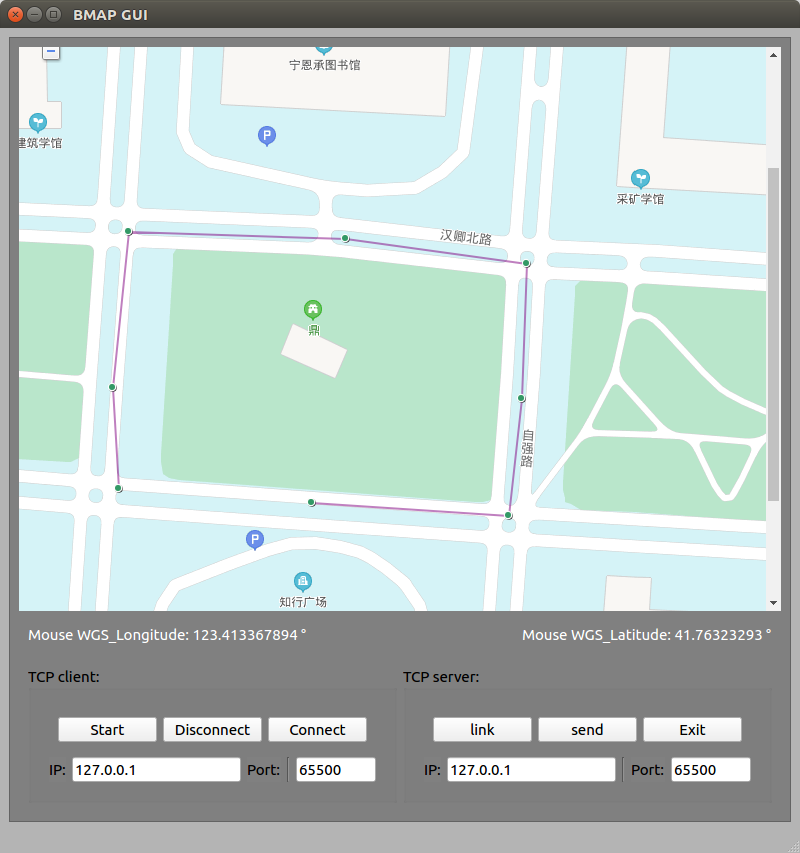 BMAP GUI
宁恩承图书馆
P
建筑学馆
采矿学馆
汉卿北路
鼎
自强路
P
知行广场
Mouse WGS_Longitude: 123.413367894 °
Mouse WGS_Latitude: 41.76323293 °
TCP client:
TCP server:
Start
Disconnect
Connect
link
send
Exit
IP: 127.0.0.1
Port: 65500
IP: 127.0.0.1
Port: 65500